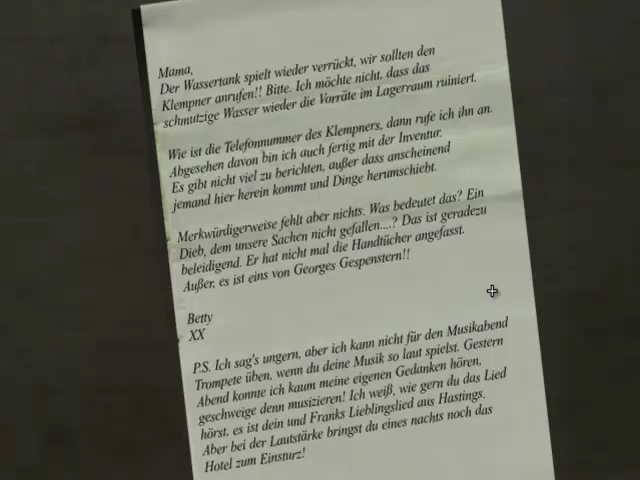 Mama,
Der Wassertank spielt wieder verrückt, wir sollten den
Klempner anrufen!! Bitte. Ich möchte nicht, dass das
schmutzige Wasser wieder die Vorräte im Lagerraum ruiniert.
Wie ist die Telefonnummer des Klempners, dann rufe ich ihn an.
Abgesehen davon bin ich auch fertig mit der Inventur.
Es gibt nicht viel zu berichten, außer dass anscheinend
jemand hier herein kommt und Dinge herumschiebt.
Merkwürdigerweise fehlt aber nichts. Was bedeutet das? Ein
Dieb, dem unsere Sachen nicht gefallen....? Das ist geradezu
beleidigend. Er hat nicht mal die Handtücher angefasst.
Außer, es ist eins von Georges Gespenstern!!
Betty
XX
P.S. Ich sag's ungern, aber ich kann nicht für den Musikabend
Trompete üben, wenn du deine Musik so laut spielst. Gestern
Abend konnte ich kaum meine eigenen Gedanken hören,
geschweige denn musizieren! Ich weiß, wie gern du das Lied
hörst, es ist dein und Franks Lieblingslied aus Hastings.
Aber bei der Lautstärke bringst du eines nachts noch das
Hotel zum Einsturz!